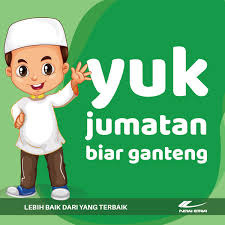 yuk
jumatan
biar ganteng
LEBIH BAIK DARI YANG TERBAIK